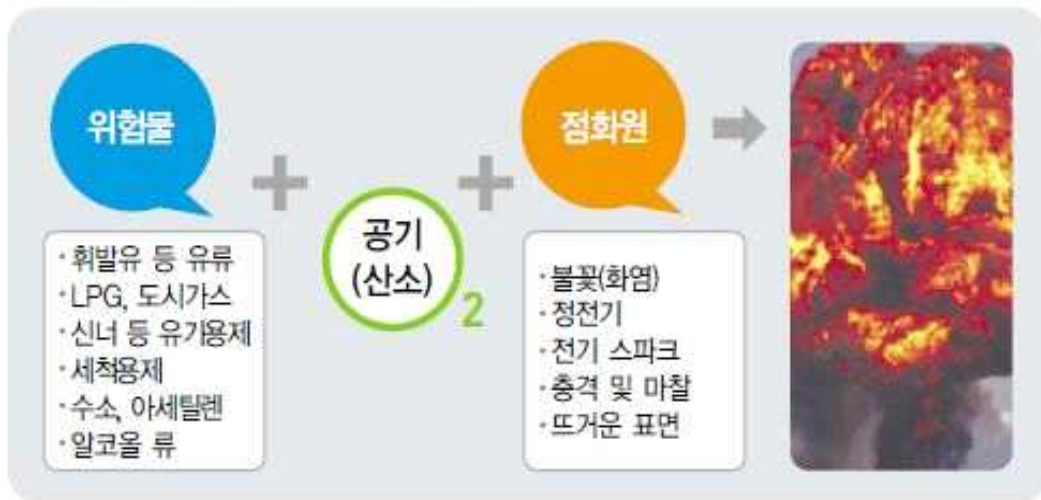 위험물
·휘발유 등 유류
·LPG, 도시가스
·신너 등 유기용제
·세척용제
·수소, 아세틸렌
·알코올 류
+
공기
(산소)
2
+
점화원
·불꽃(화염)
·정전기
·전기 스파크
·충격 및 마찰
·뜨거운 표면